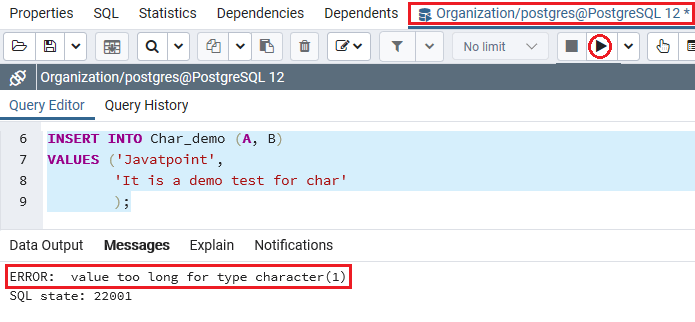 Properties SQL Statistics Dependencies Dependents Organization/postgres@PostgreSQL 12 *
No limit
Organization/postgres@PostgreSQL 12
Query Editor Query History
6 INSERT INTO Char_demo (A, B)
7 VALUES ('Javatpoint',
8 'It is a demo test for char'
9 );
Data Output Messages Explain Notifications
ERROR: value too long for type character(1)
SQL state: 22001